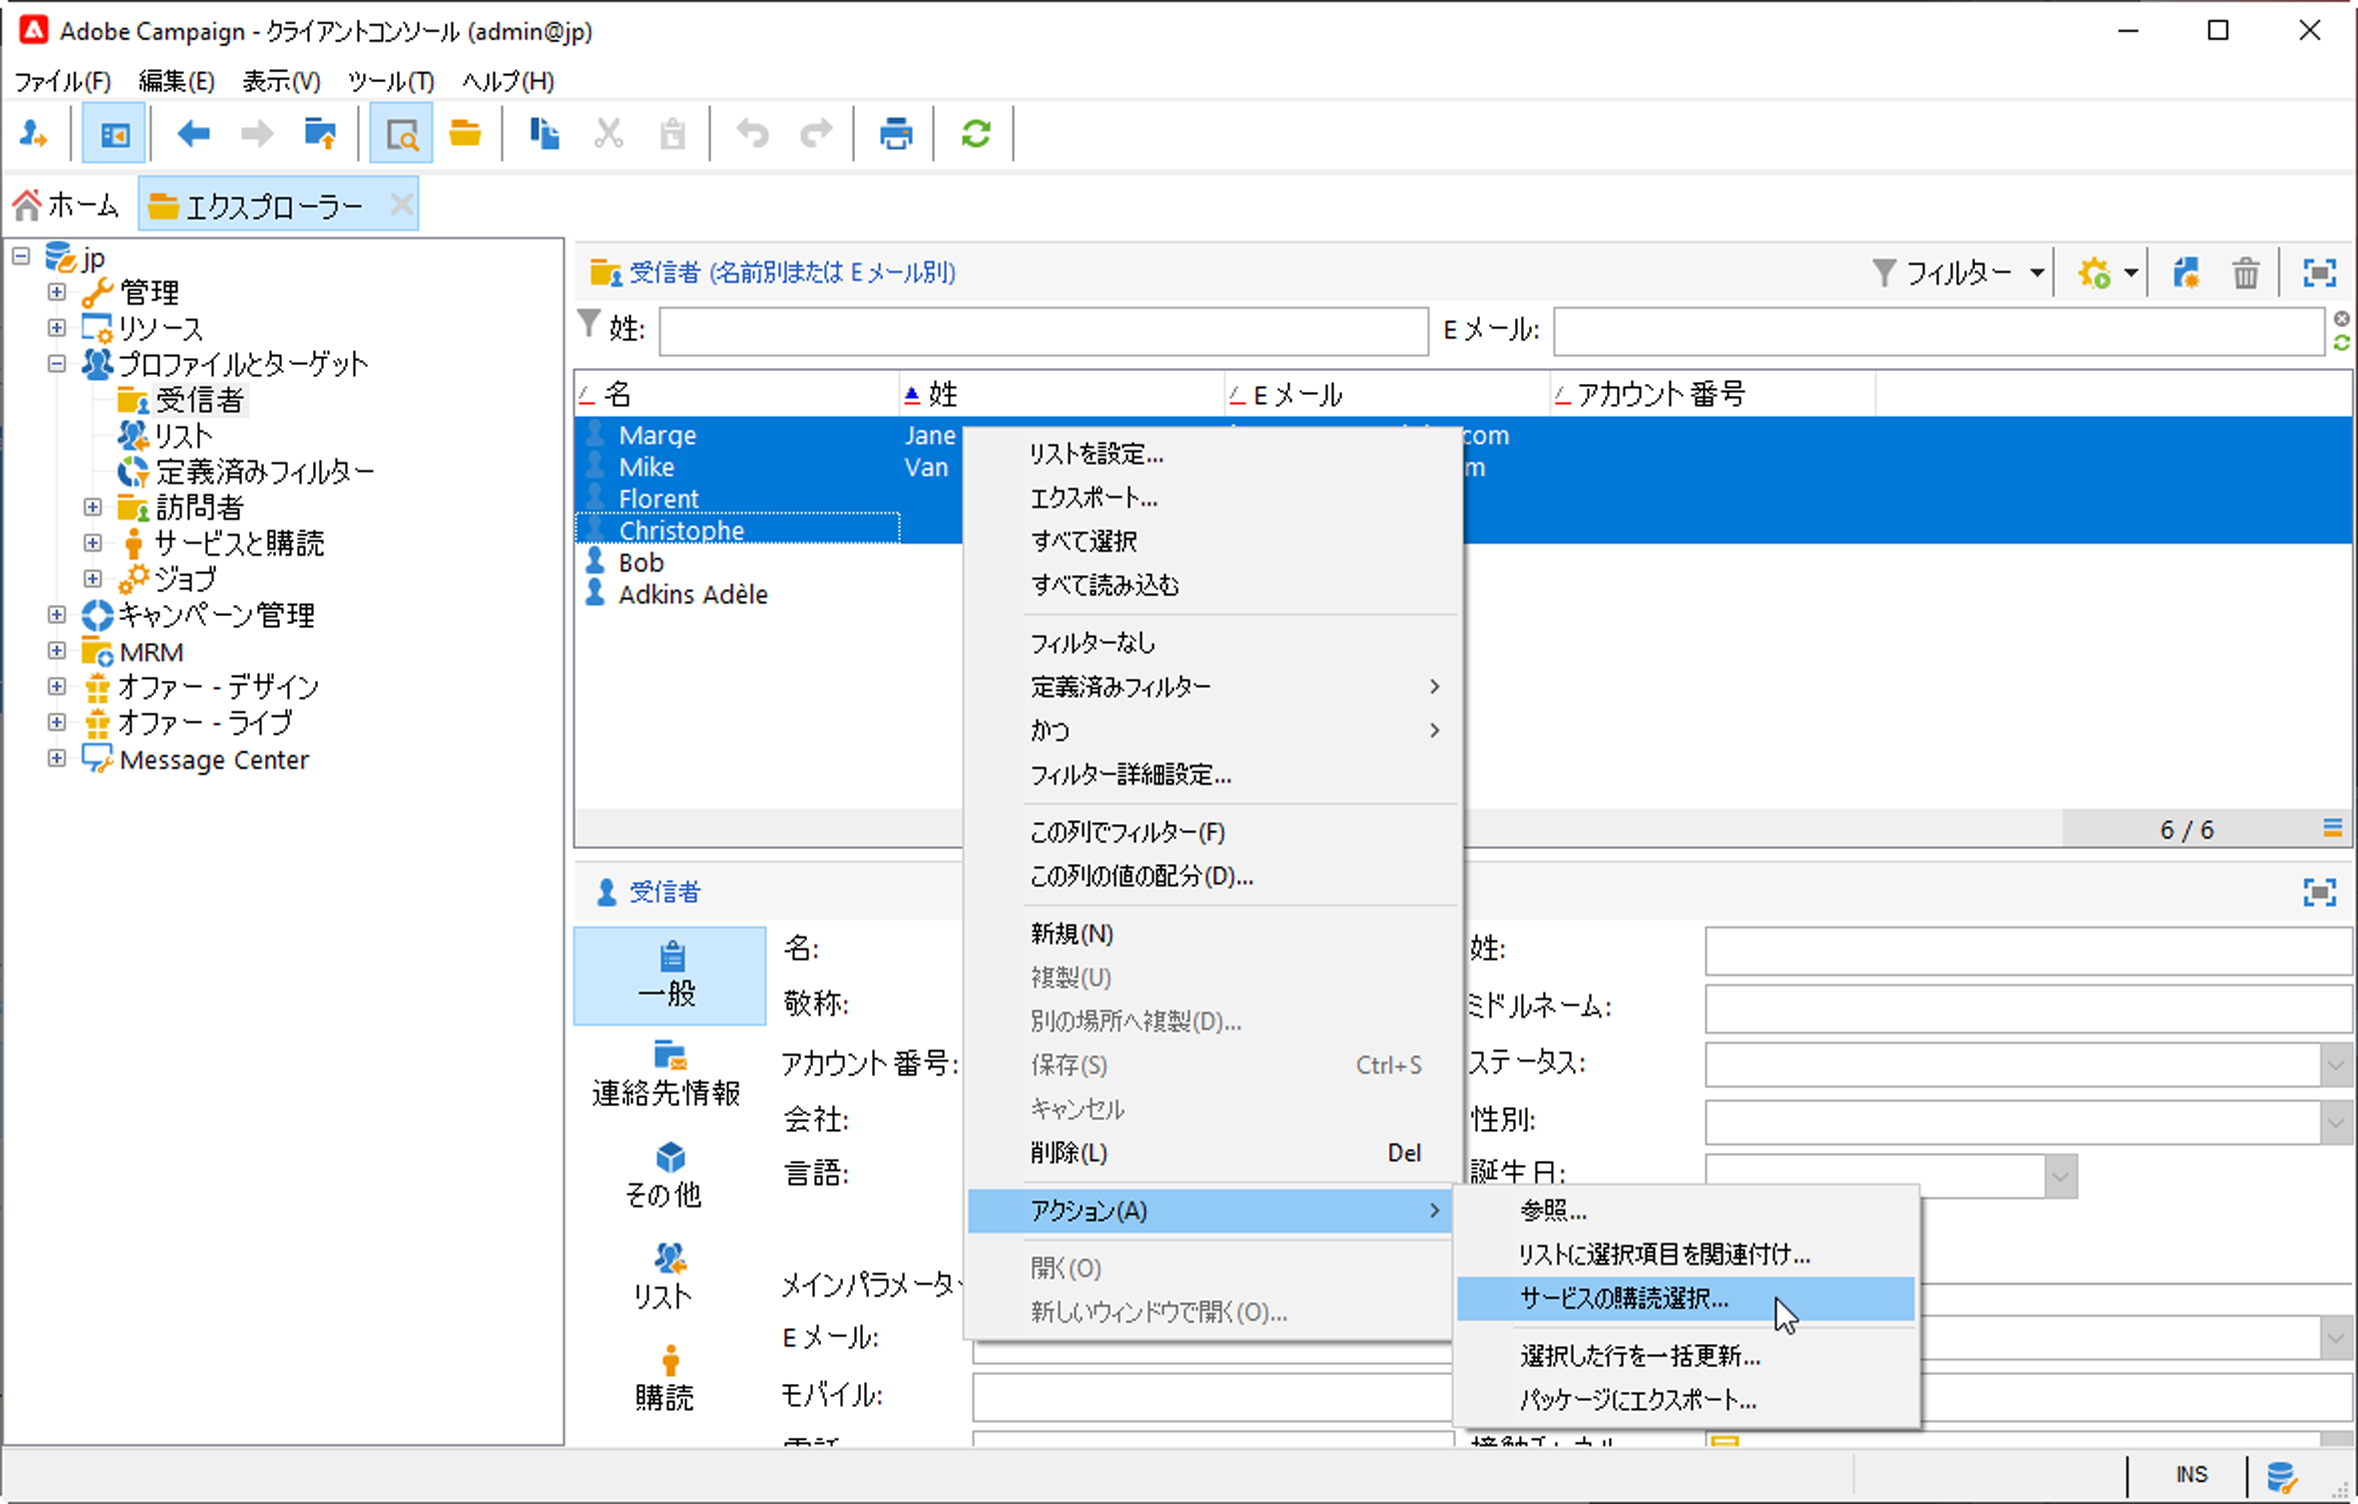 Adobe Campaign - クライアントコンソール (admin@jp)
ファイル(F) 編集(E) 表示(V) ツール(T) ヘルプ(H)
ホーム エクスプローラー
jp
管理
リソース
プロファイルとターゲット
受信者
リスト
定義済みフィルター
訪問者
サービスと購読
ジョブ
キャンペーン管理
MRM
オファー - デザイン
オファー - ライブ
Message Center
受信者 (名前別または E メール別)
フィルター
姓: E メール:
名 姓 E メール アカウント番号
Marge Jane com
Mike Van m
Florent
Christophe
Bob
Adkins Adèle
6 / 6
リストを設定...
エクスポート...
すべて選択
すべて読み込む
フィルターなし
定義済みフィルター
かつ
フィルター詳細設定...
この列でフィルター(F)
この列の値の配分(D)...
新規(N)
複製(U)
別の場所へ複製(D)...
保存(S) Ctrl+S
キャンセル
削除(L) Del
アクション(A)
開く(O)
新しいウィンドウで開く(O)...
参照...
リストに選択項目を関連付け...
サービスの購読選択...
選択した行を一括更新...
パッケージにエクスポート...
受信者
一般
連絡先情報
その他
リスト
購読
名: 姓:
敬称: ミドルネーム:
アカウント番号: ステータス:
会社: 性別:
言語: 誕生日:
メインパラメータ
E メール:
モバイル:
INS